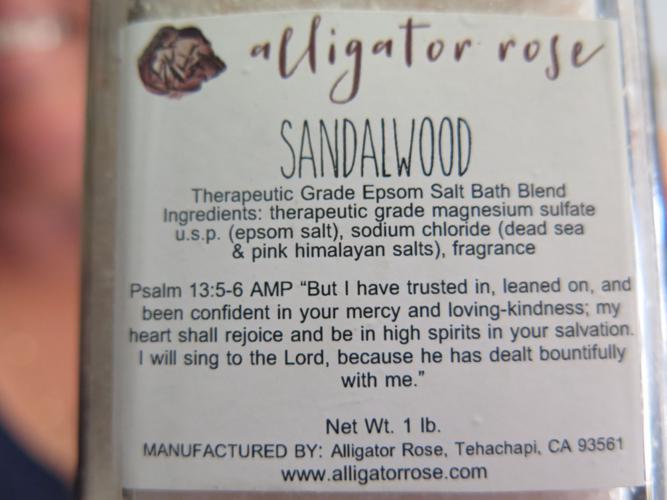 alligator rose
SANDALWOOD
Therapeutic Grade Epsom Salt Bath Blend
Ingredients: therapeutic grade magnesium sulfate
u.s.p. (epsom salt), sodium chloride (dead sea
& pink himalayan salts), fragrance
Psalm 13:5-6 AMP “But I have trusted in, leaned on, and
been confident in your mercy and loving-kindness; my
heart shall rejoice and be in high spirits in your salvation.
I will sing to the Lord, because he has dealt bountifully
with me.”
Net Wt. 1 lb.
MANUFACTURED BY: Alligator Rose, Tehachapi, CA 93561
www.alligatorrose.com